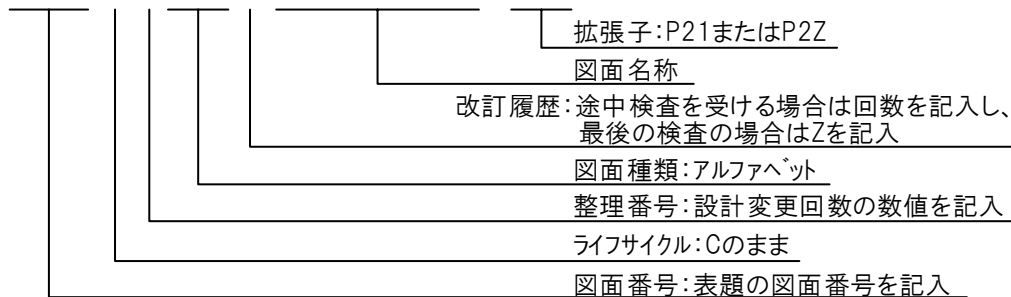 拡張子:P21またはP2Z
図面名称
改訂履歴:途中検査を受ける場合は回数を記入し、
最後の検査の場合はZを記入
図面種類:アルファベット
整理番号:設計変更回数の数値を記入
ライフサイクル:Cのまま
図面番号:表題の図面番号を記入